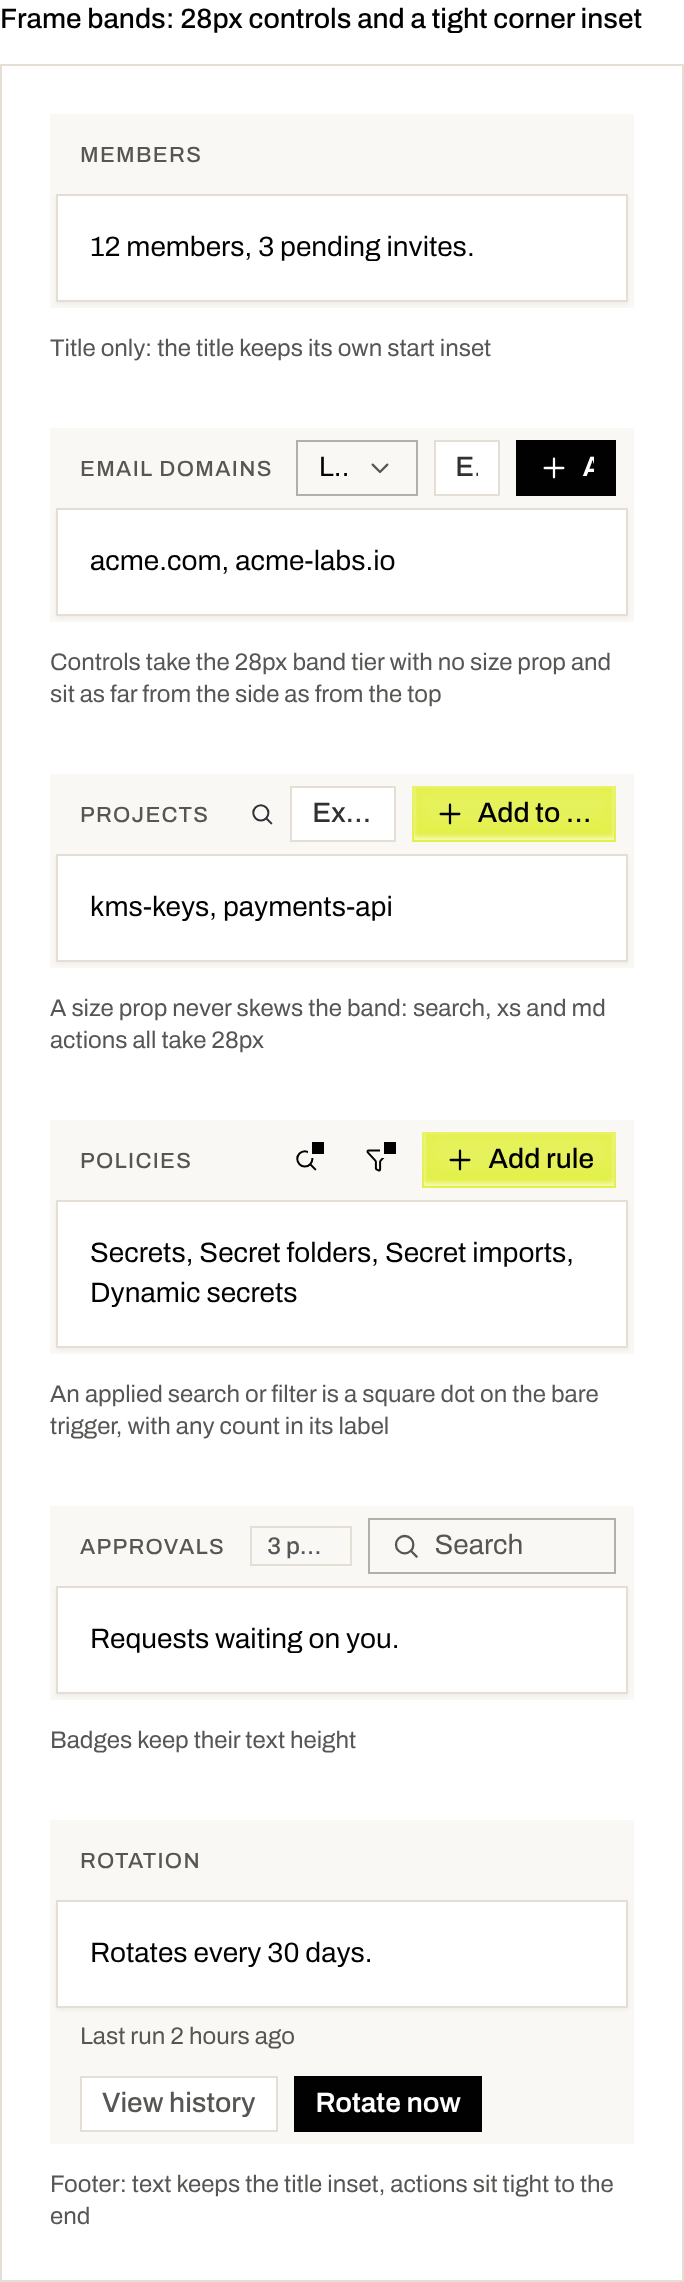 Frame bands: 28px controls and a tight corner inset
MEMBERS
12 members, 3 pending invites.
Title only: the title keeps its own start inset
EMAIL DOMAINS L.. E. + A
acme.com, acme-labs.io
Controls take the 28px band tier with no size prop and
sit as far from the side as from the top
PROJECTS Ex... + Add to ...
kms-keys, payments-api
A size prop never skews the band: search, xs and md
actions all take 28px
POLICIES + Add rule
Secrets, Secret folders, Secret imports,
Dynamic secrets
An applied search or filter is a square dot on the bare
trigger, with any count in its label
APPROVALS 3 p... Search
Requests waiting on you.
Badges keep their text height
ROTATION
Rotates every 30 days.
Last run 2 hours ago
View history Rotate now
Footer: text keeps the title inset, actions sit tight to the
end